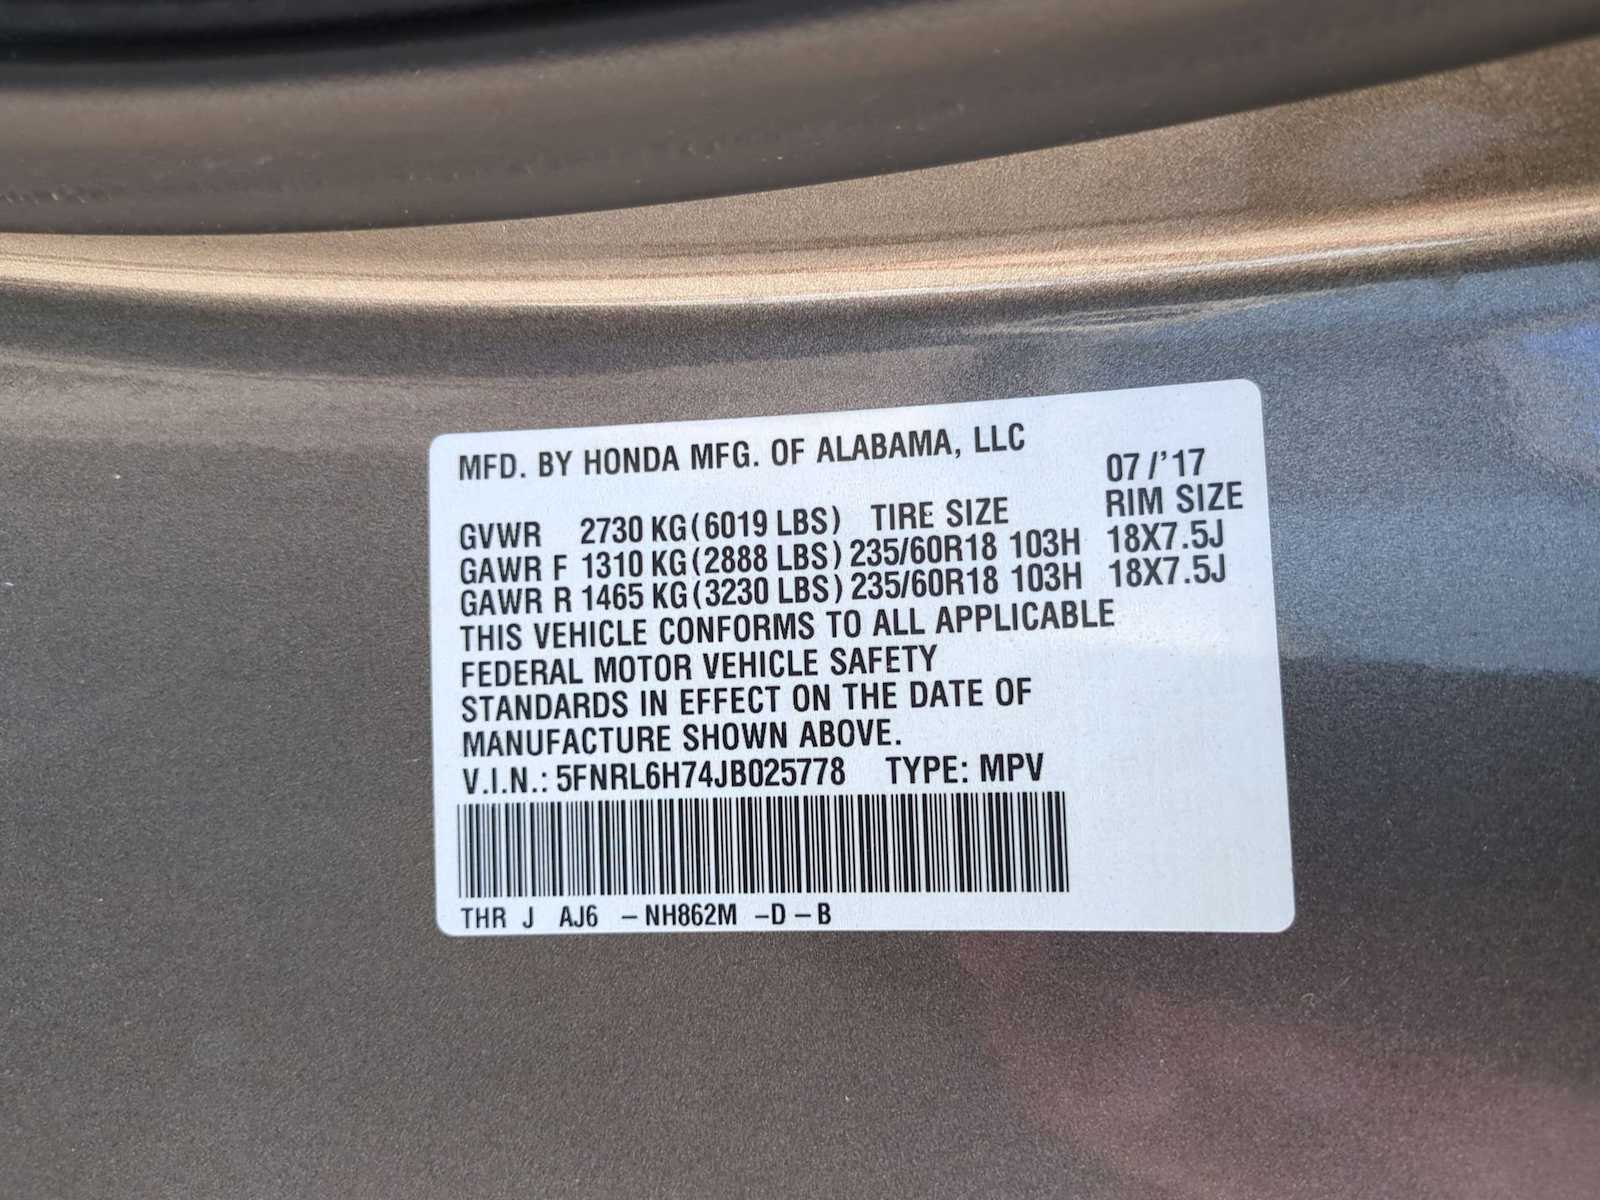 MFD. BY HONDA MFG. OF ALABAMA, LLC 07 /'17
GVWR 2730 KG (6019 LBS) TIRE SIZE RIM SIZE
GAWR F 1310 KG (2888 LBS) 235/60R18 103H 18X7.5J
GAWR R 1465 KG (3230 LBS) 235/60R18 103H 18X7.5J
THIS VEHICLE CONFORMS TO ALL APPLICABLE
FEDERAL MOTOR VEHICLE SAFETY
STANDARDS IN EFFECT ON THE DATE OF
MANUFACTURE SHOWN ABOVE.
V.I.N.: 5FNRL6H74JB025778 TYPE: MPV
THR J AJ6 – NH862M – D – B